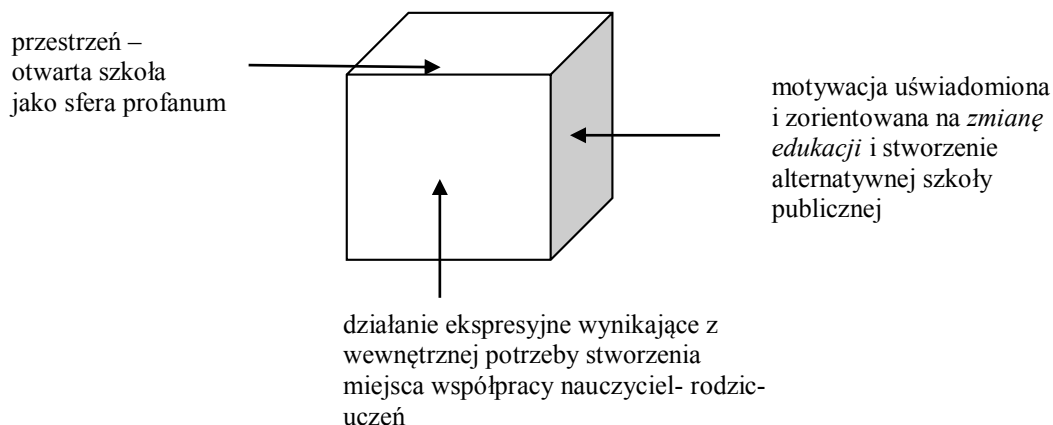 przestrzeń –
otwarta szkoła
jako sfera profanum
motywacja uświadomiona
i zorientowana na zmianę
edukacji i stworzenie
alternatywnej szkoły
publicznej
działanie ekspresyjne wynikające z
wewnętrznej potrzeby stworzenia
miejsca współpracy nauczyciel- rodzic-
uczeń